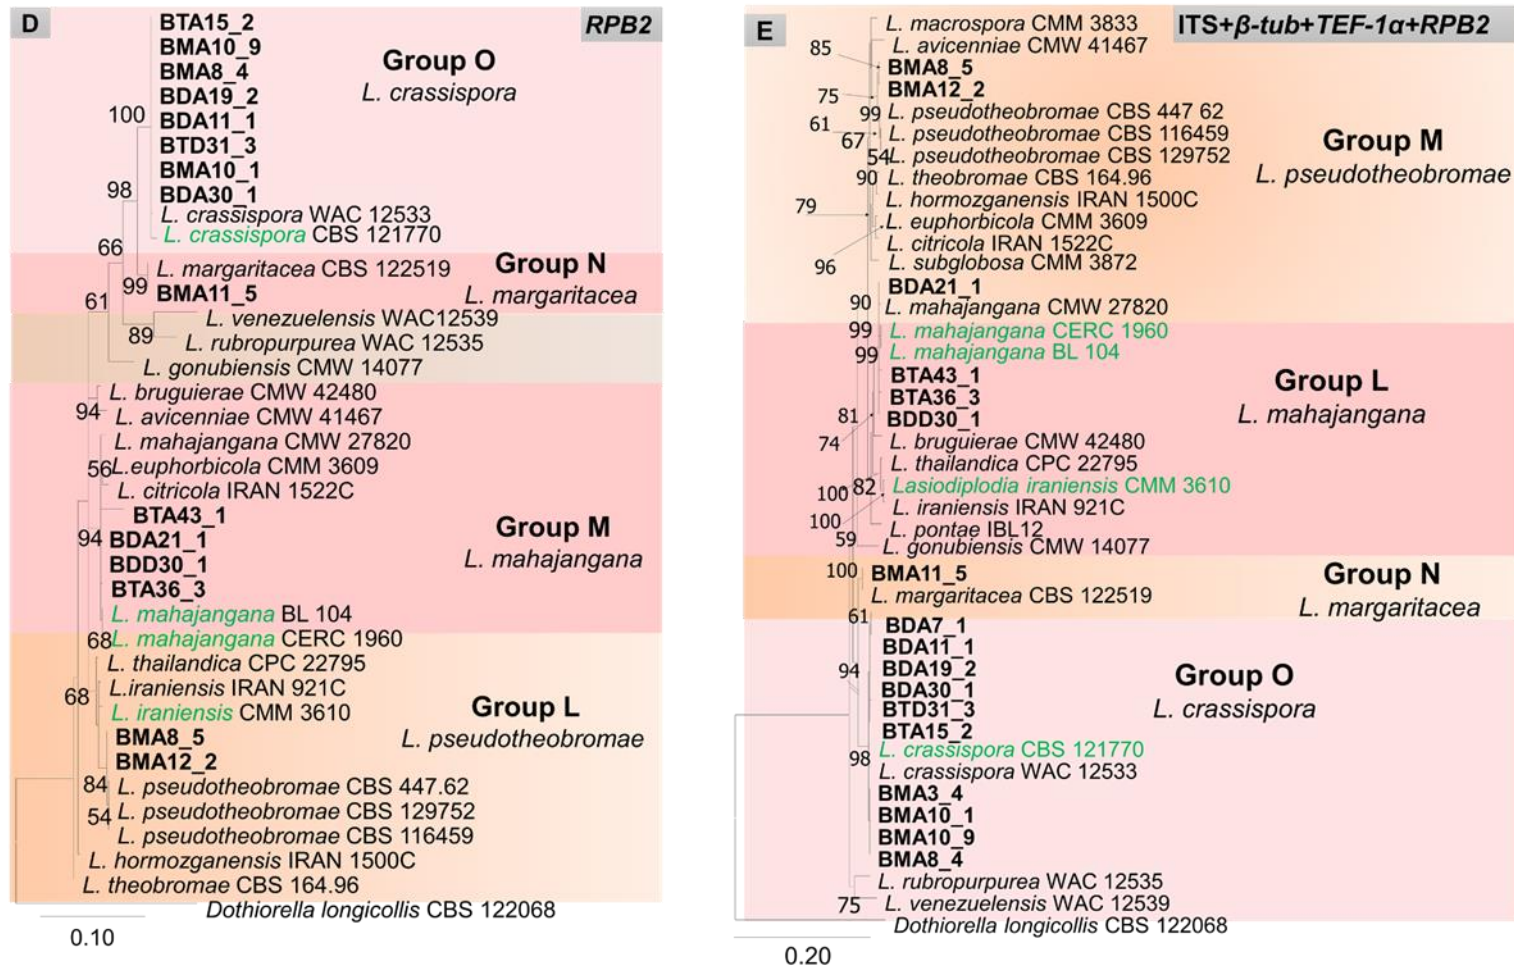 D
RPB2
BTA15_2
BMA10_9
BMA8_4
BDA19_2
BDA11_1
BTD31_3
BMA10_1
BDA30_1
L. crassispora WAC 12533
L. crassispora CBS 121770
Group O
L. crassispora
100
98
66
L. margaritacea CBS 122519
BMA11_5
Group N
L. margaritacea
99
61
L. venezuelensis WAC12539
L. rubropurpurea WAC 12535
89
L. gonubiensis CMW 14077
L. bruguierae CMW 42480
94
L. avicenniae CMW 41467
L. mahajangana CMW 27820
56
L.euphorbicola CMM 3609
L. citricola IRAN 1522C
BTA43_1
94
BDA21_1
BDD30_1
BTA36_3
Group M
L. mahajangana
L. mahajangana BL 104
68
L. mahajangana CERC 1960
L. thailandica CPC 22795
68
L.iraniensis IRAN 921C
L. iraniensis CMM 3610
BMA8_5
BMA12_2
Group L
L. pseudotheobromae
84
L. pseudotheobromae CBS 447.62
54
L. pseudotheobromae CBS 129752
L. pseudotheobromae CBS 116459
L. hormozganensis IRAN 1500C
L. theobromae CBS 164.96
Dothiorella longicollis CBS 122068
0.10
E
ITS+β-tub+TEF-1α+RPB2
L. macrospora CMM 3833
85
L. avicenniae CMW 41467
BMA8_5
75
BMA12_2
99
L. pseudotheobromae CBS 447 62
61
67
L. pseudotheobromae CBS 116459
54
L. pseudotheobromae CBS 129752
Group M
L. pseudotheobromae
90
L. theobromae CBS 164.96
L. hormozganensis IRAN 1500C
79
L. euphorbicola CMM 3609
L. citricola IRAN 1522C
96
L. subglobosa CMM 3872
BDA21_1
90
L. mahajangana CMW 27820
99
L. mahajangana CERC 1960
99
L. mahajangana BL 104
BTA43_1
BTA36_3
81
BDD30_1
Group L
L. mahajangana
74
L. bruguierae CMW 42480
L. thailandica CPC 22795
100
82
Lasiodiplodia iraniensis CMM 3610
L. iraniensis IRAN 921C
100
L. pontae IBL12
59
L. gonubiensis CMW 14077
100
BMA11_5
L. margaritacea CBS 122519
Group N
L. margaritacea
61
BDA7_1
BDA11_1
94
BDA19_2
BDA30_1
BTD31_3
BTA15_2
Group O
L. crassispora
L. crassispora CBS 121770
98
L. crassispora WAC 12533
BMA3_4
BMA10_1
BMA10_9
BMA8_4
L. rubropurpurea WAC 12535
75
L. venezuelensis WAC 12539
Dothiorella longicollis CBS 122068
0.20